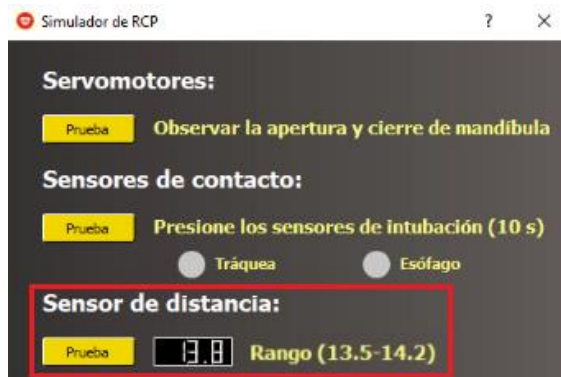 Simulador de RCP ? ×
Servomotores:
Prueba Observar la apertura y cierre de mandíbula
Sensores de contacto:
Prueba Presione los sensores de intubación (10 s)
Tráquea Esófago
Sensor de distancia:
Prueba 13.8 Rango (13.5-14.2)